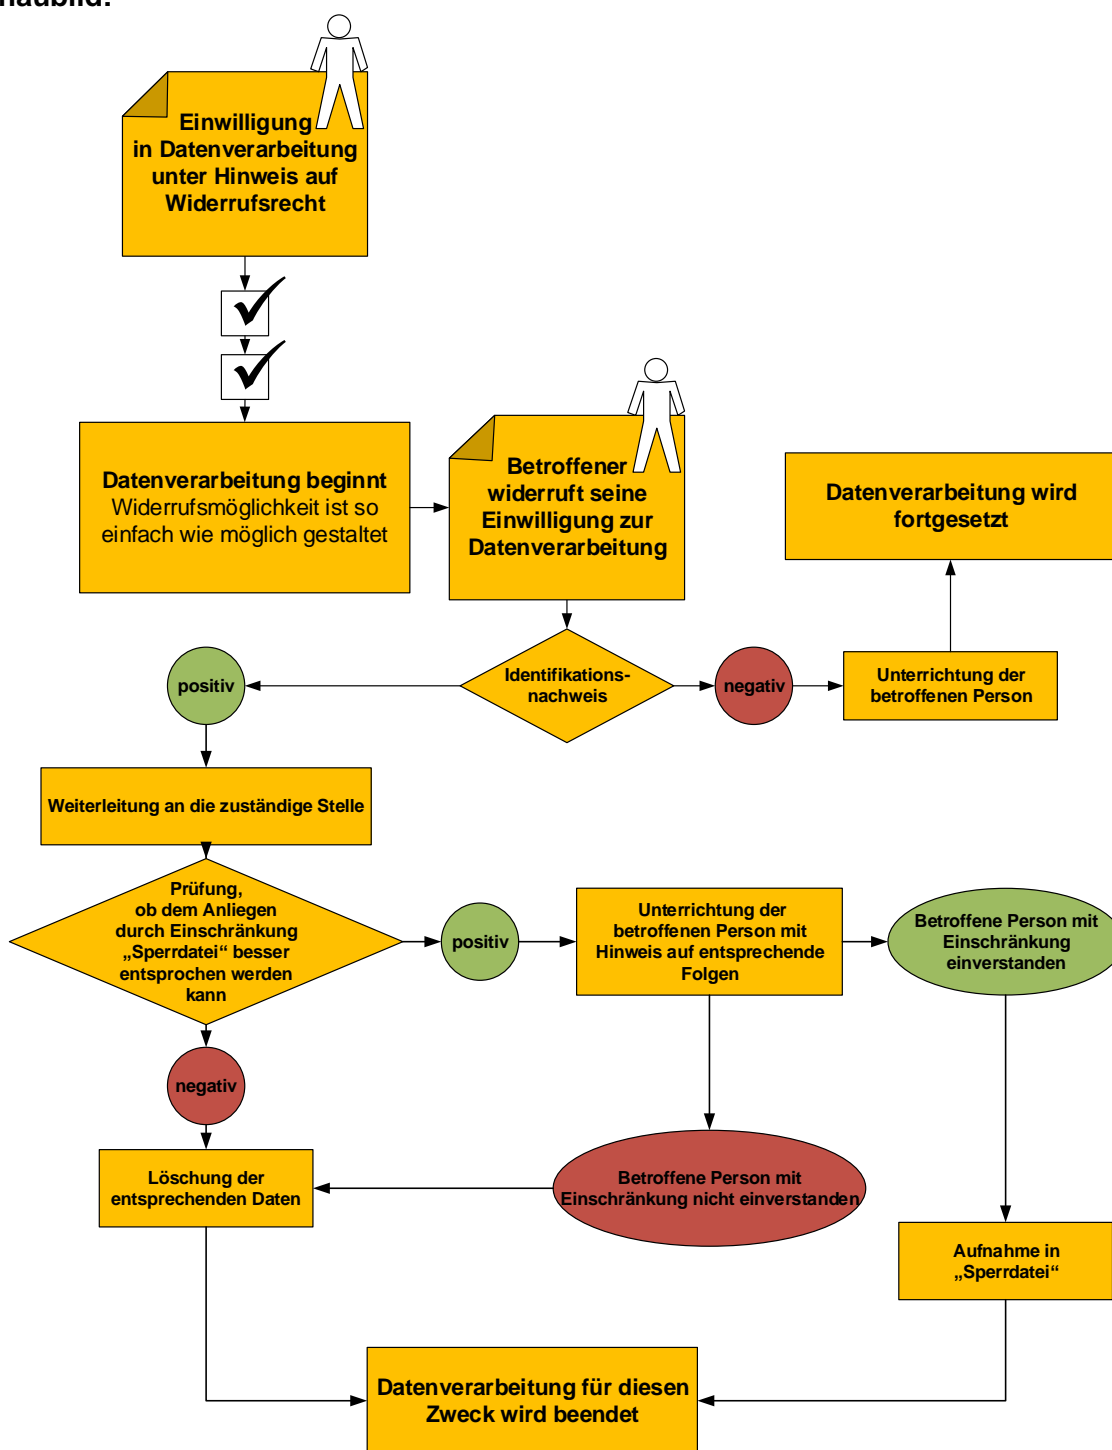 Einwilligung
in Datenverarbeitung
unter Hinweis auf
Widerrufsrecht
Datenverarbeitung beginnt
Widerrufsmöglichkeit ist so
einfach wie möglich gestaltet
Betroffener
widerruft seine
Einwilligung zur
Datenverarbeitung
Datenverarbeitung wird
fortgesetzt
positiv
Identifikations-
nachweis
negativ
Unterrichtung der
betroffenen Person
Weiterleitung an die zuständige Stelle
Prüfung,
ob dem Anliegen
durch Einschränkung
„Sperrdatei“ besser
entsprochen werden
kann
positiv
Unterrichtung der
betroffenen Person mit
Hinweis auf entsprechende
Folgen
Betroffene Person mit
Einschränkung
einverstanden
negativ
Löschung der
entsprechenden Daten
Betroffene Person mit
Einschränkung nicht einverstanden
Aufnahme in
„Sperrdatei“
Datenverarbeitung für diesen
Zweck wird beendet